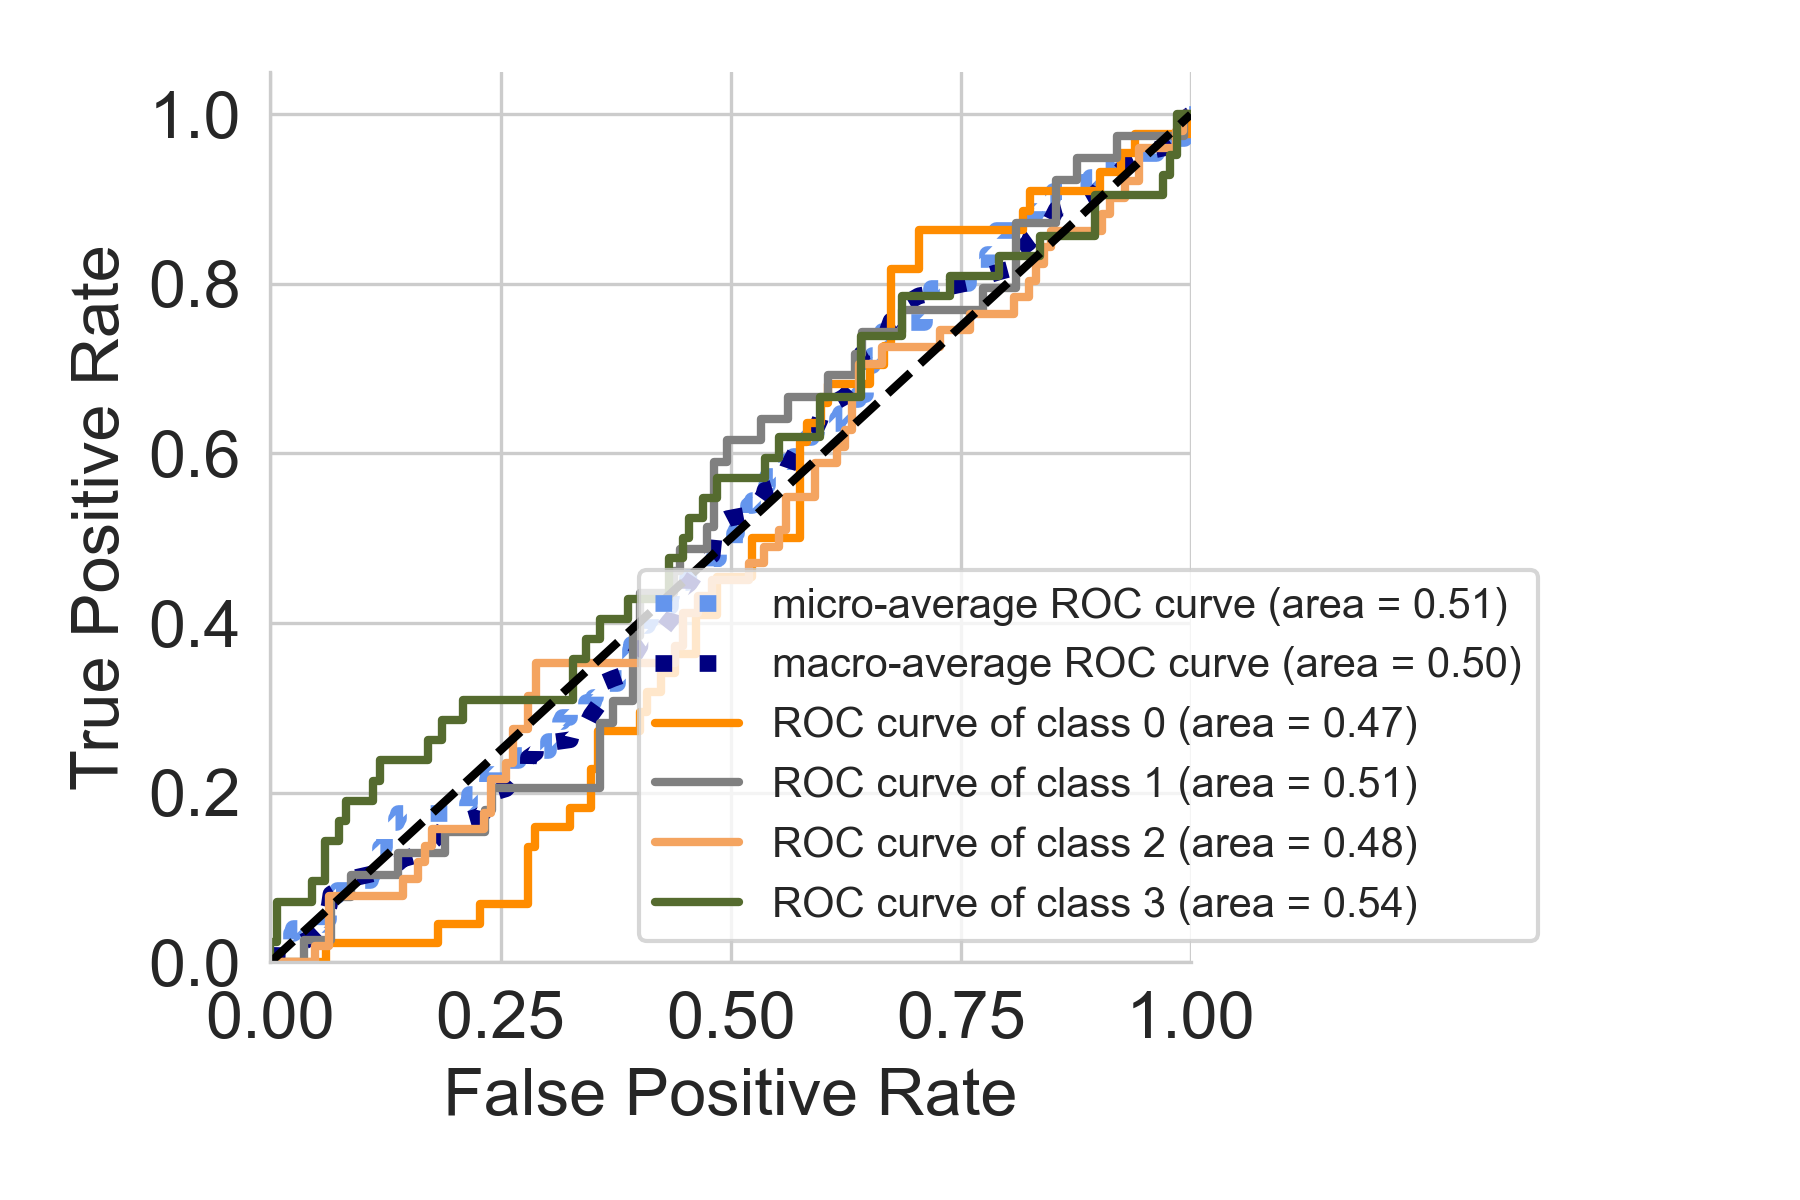 1.0
0.8
0.6
0.4
0.2
0.0
True Positive Rate
micro-average ROC curve (area = 0.51)
macro-average ROC curve (area = 0.50)
ROC curve of class 0 (area = 0.47)
ROC curve of class 1 (area = 0.51)
ROC curve of class 2 (area = 0.48)
ROC curve of class 3 (area = 0.54)
0.00 0.25 0.50 0.75 1.00
False Positive Rate